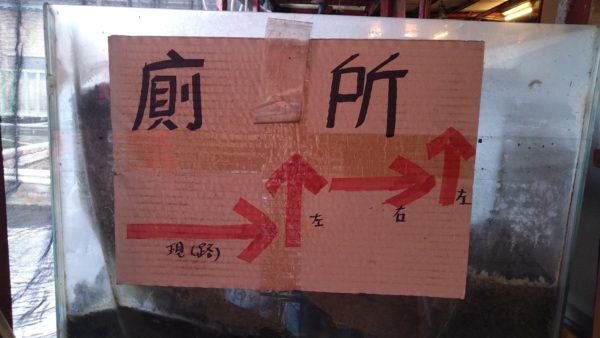 廁所
左 右 左
現(路)